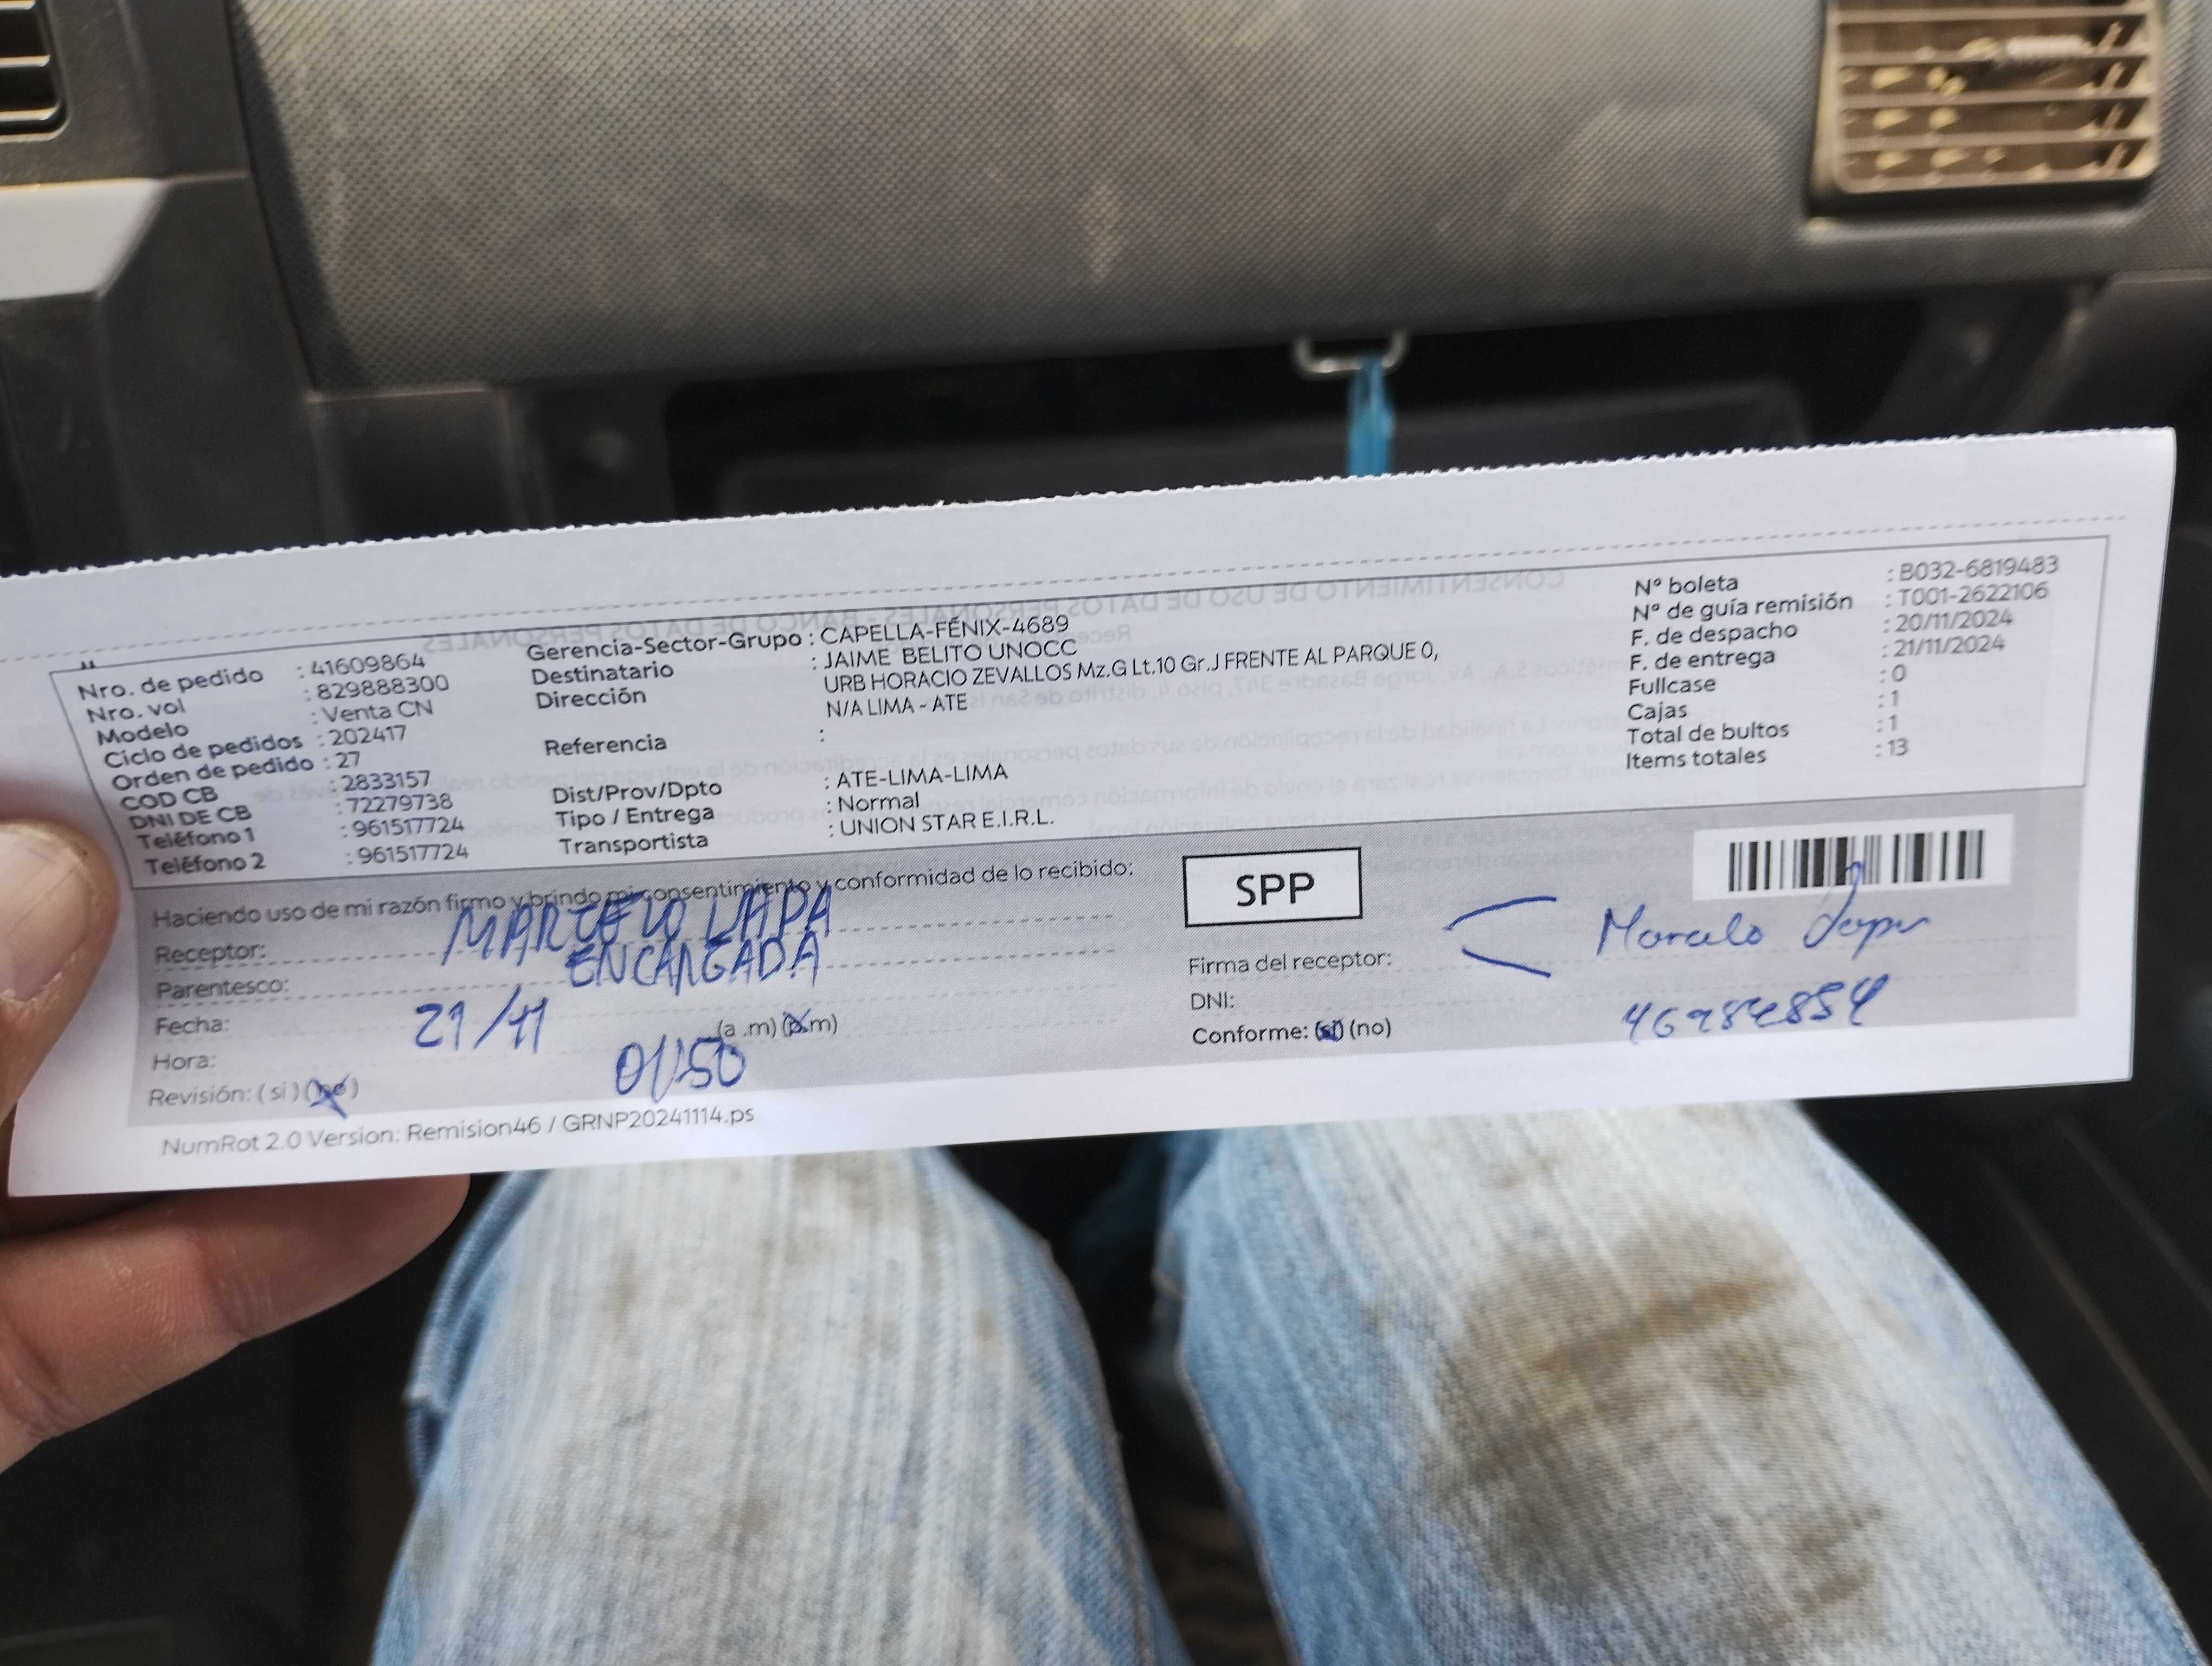 Nro. de pedido : 41609864
Nro. vol : 829888300
Modelo : Venta CN
Ciclo de pedidos : 202417
Orden de pedido : 27
COD CB : 2833157
DNI DE CB : 72279738
Teléfono 1 : 961517724
Teléfono 2 : 961517724
Gerencia-Sector-Grupo : CAPELLA-FÉNIX-4689
Destinatario : JAIME BELITO UNOCC
Dirección URB HORACIO ZEVALLOS Mz.G Lt.10 Gr.J FRENTE AL PARQUE 0,
N/A LIMA - ATE
Referencia :
Dist/Prov/Dpto : ATE-LIMA-LIMA
Tipo / Entrega : Normal
Transportista : UNION STAR E.I.R.L.
N° boleta : B032-6819483
N° de guía remisión : T001-2622106
F. de despacho : 20/11/2024
F. de entrega : 21/11/2024
Fullcase : 0
Cajas : 1
Total de bultos : 1
Items totales : 13
Haciendo uso de mi razón firmo y brindo mi consentimiento y conformidad de lo recibido:
Receptor: MARCELO
Parentesco: ENCARGADA
Fecha: 21/11
(a .m) (p.m)
Hora: 01:50
Revisión: (si) (no)
SPP
Firma del receptor: Marcelo
DNI:
Conforme: (si) (no)
NumRot 2.0 Version: Remision46 / GRNP20241114.ps